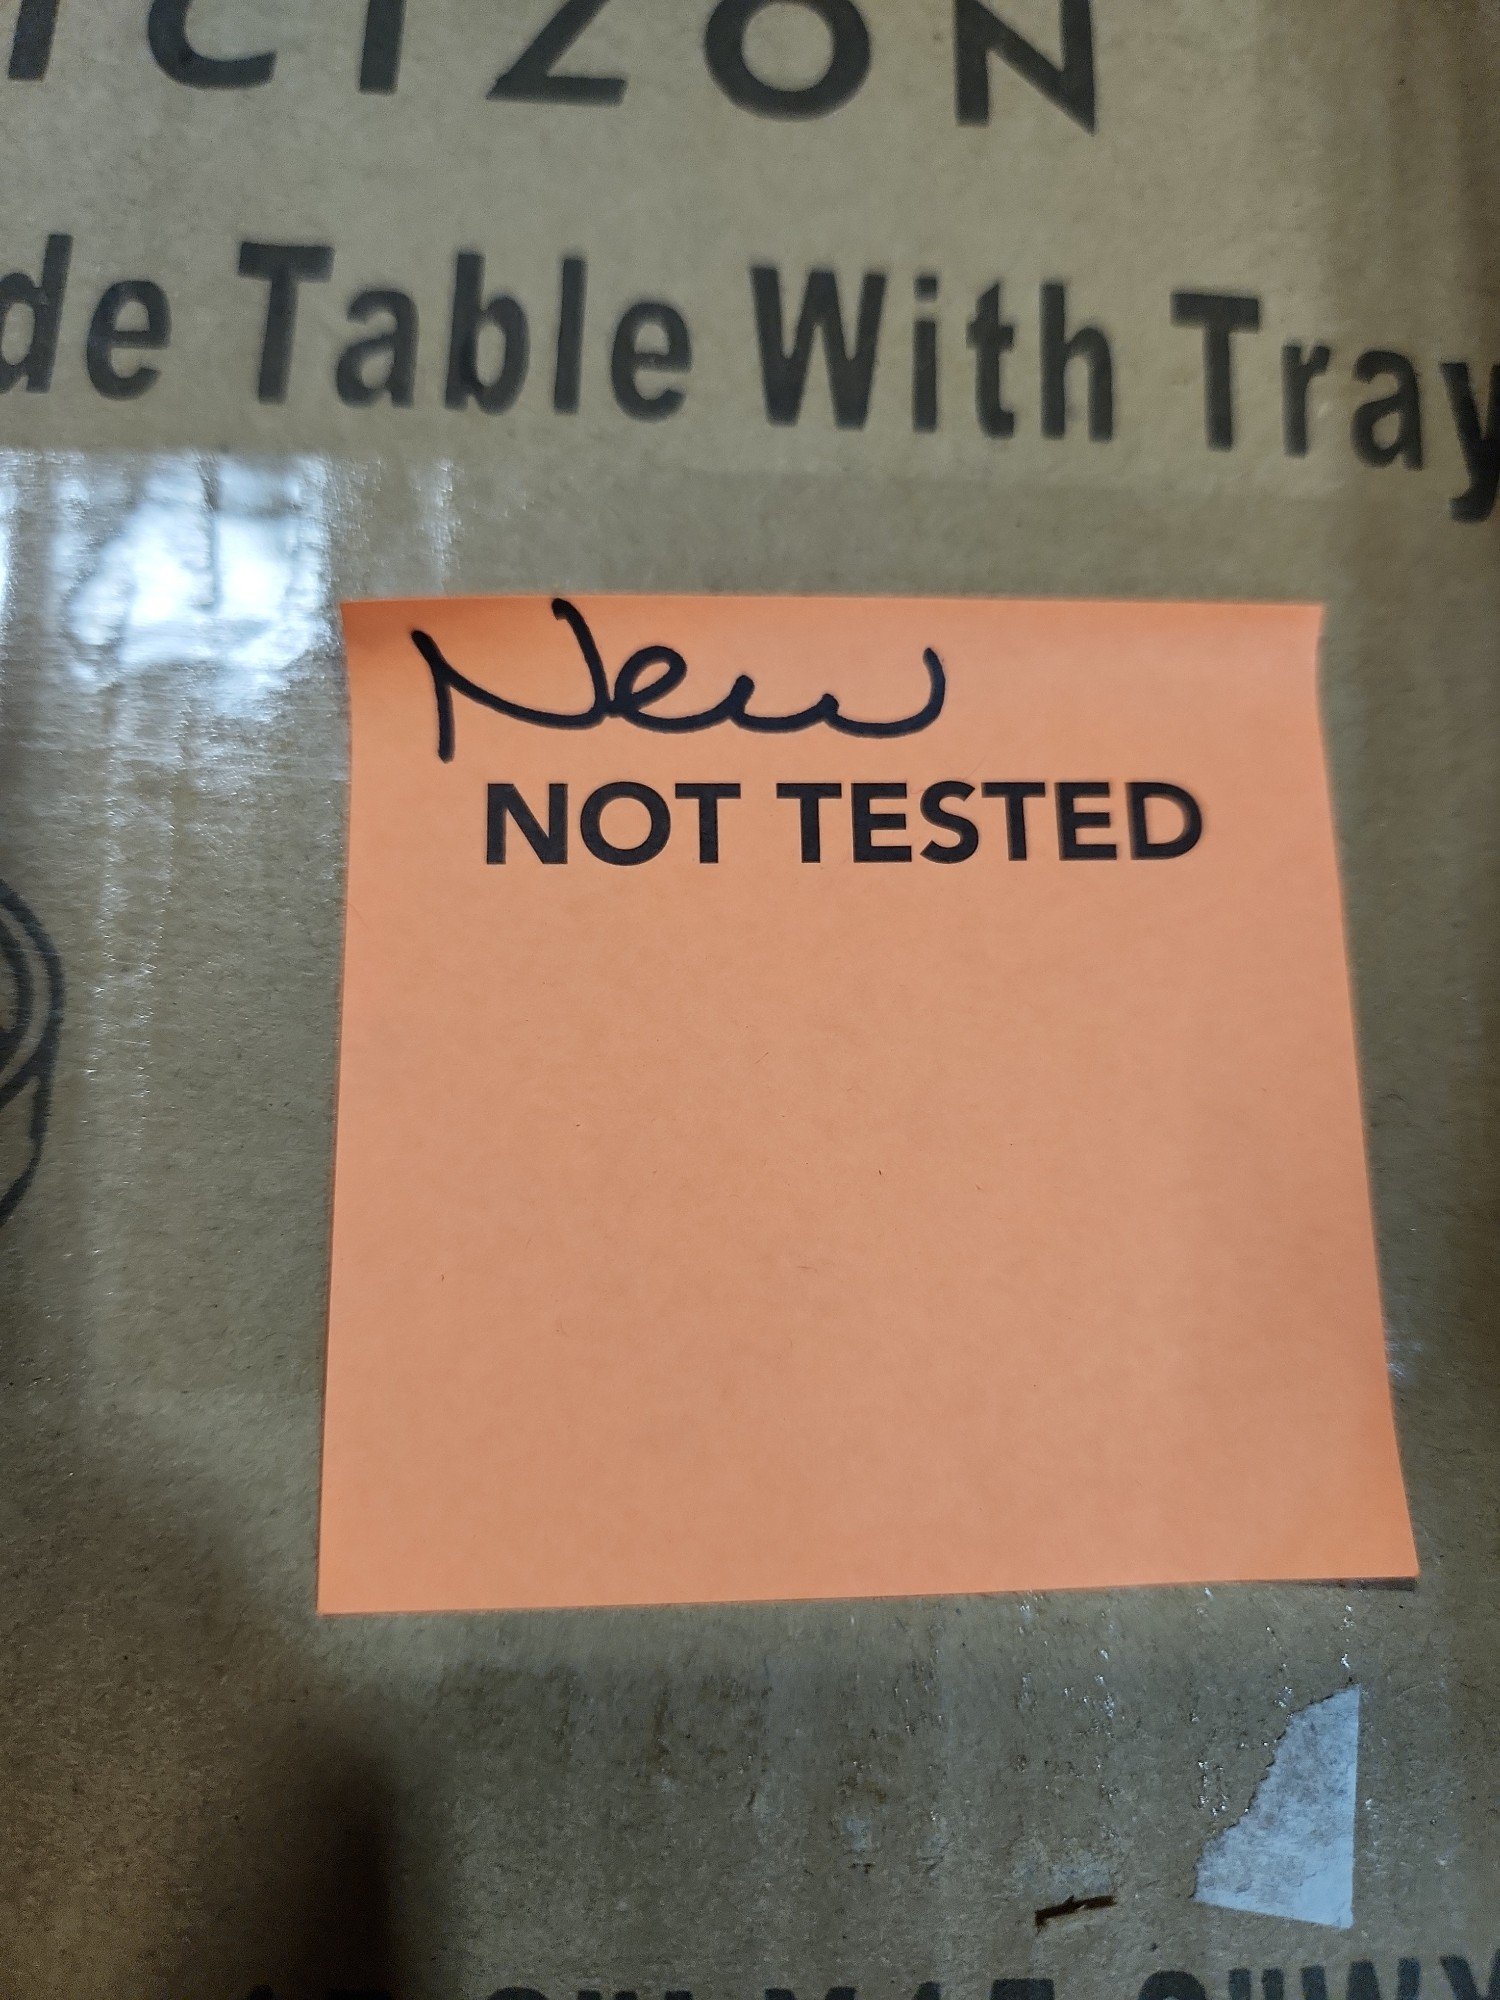 ICIZON
de Table With Tray
New
NOT TESTED